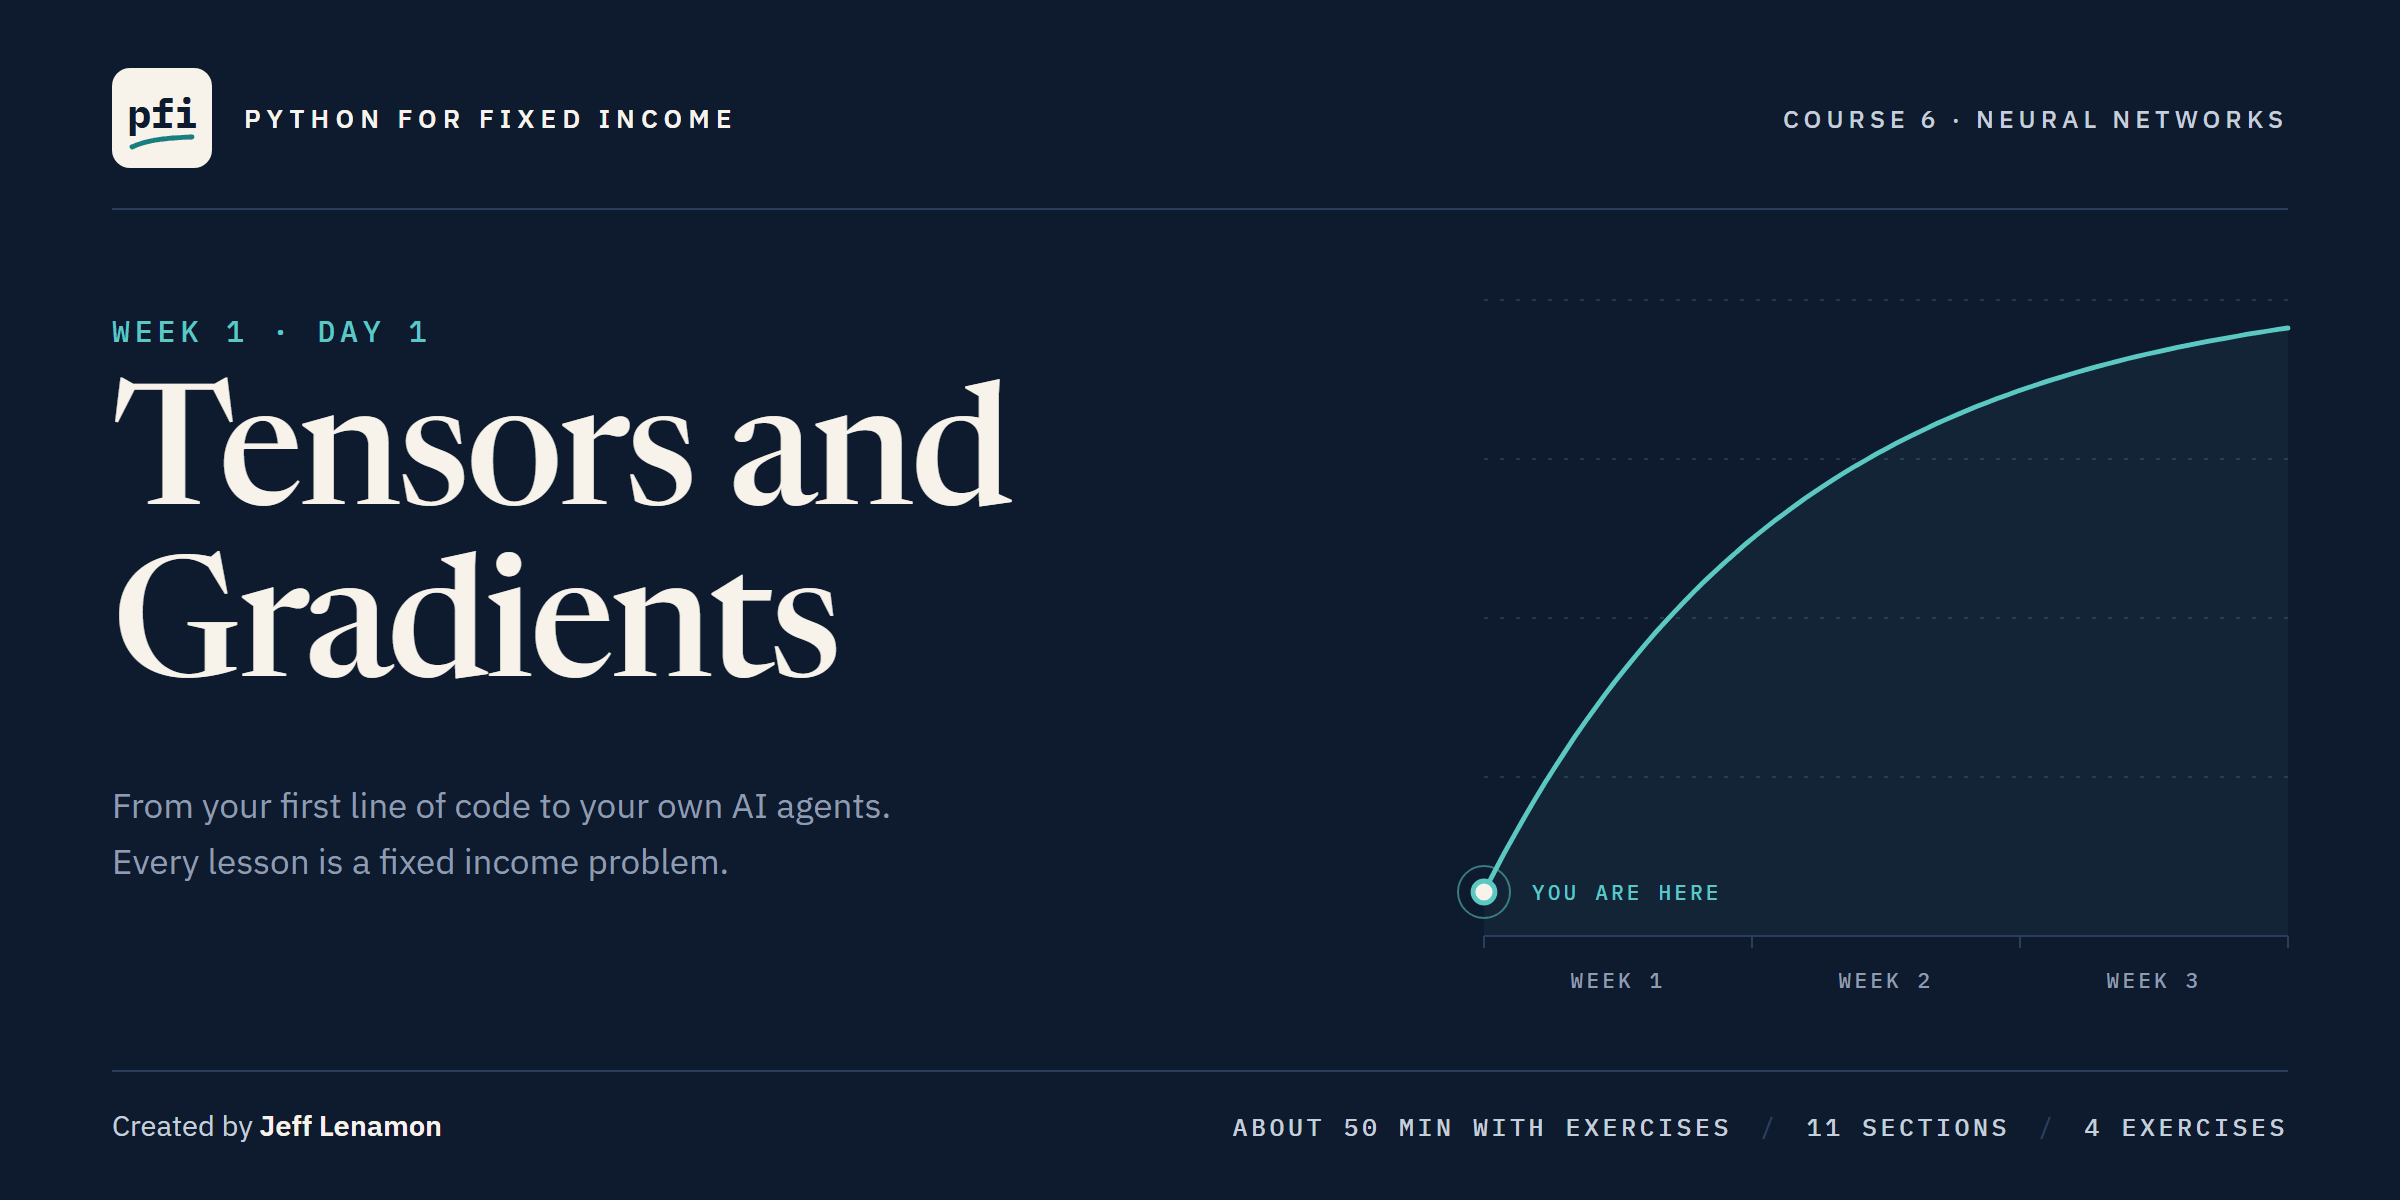 pfi
PYTHON FOR FIXED INCOME
COURSE 6 · NEURAL NETWORKS
WEEK 1 · DAY 1
Tensors and
Gradients
From your first line of code to your own AI agents.
Every lesson is a fixed income problem.
YOU ARE HERE
WEEK 1
WEEK 2
WEEK 3
Created by Jeff Lenamon
ABOUT 50 MIN WITH EXERCISES / 11 SECTIONS / 4 EXERCISES